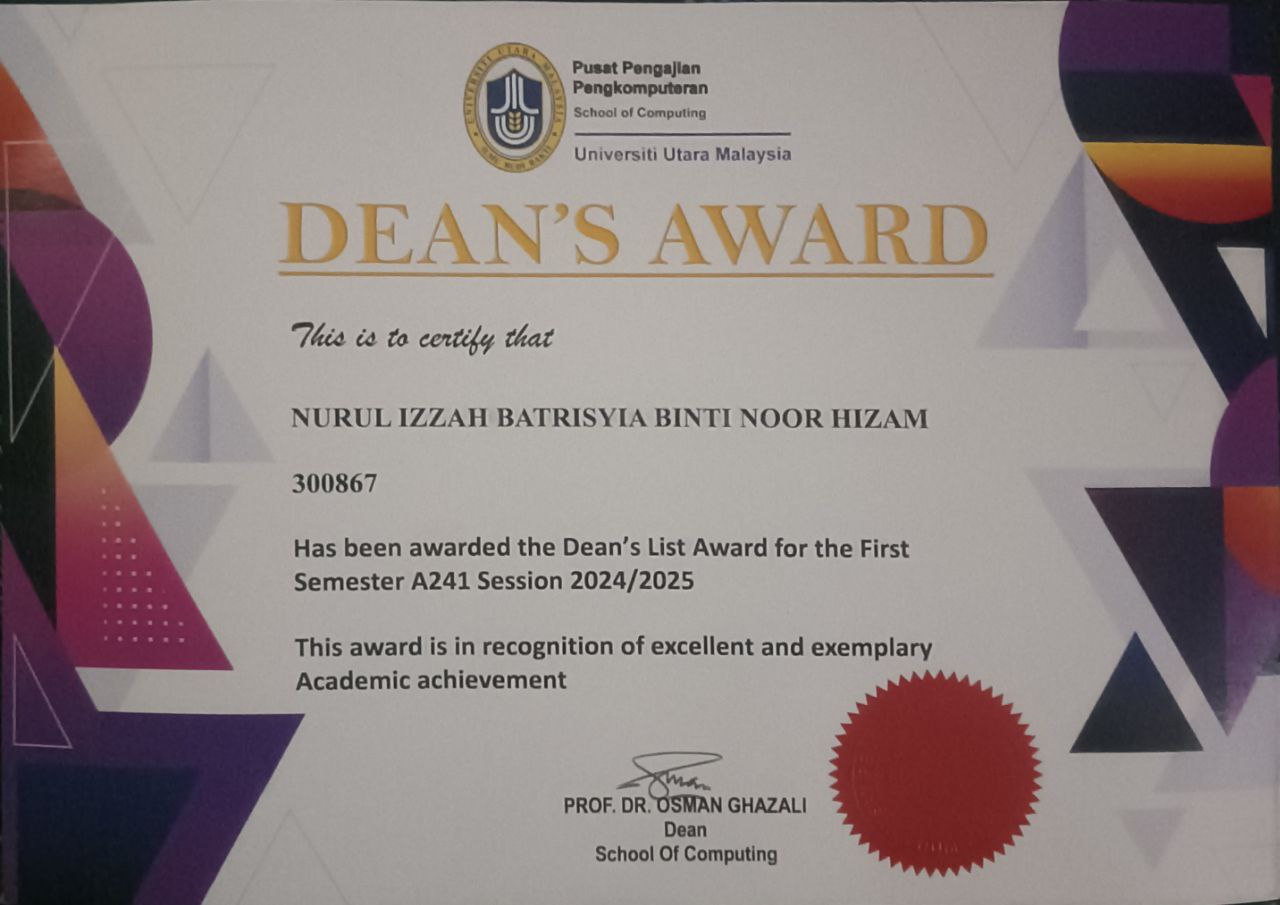 UNIVERSITI UTARA MALAYSIA
ILMU BUDI BAKTI
Pusat Pengajian
Pengkomputeran
School of Computing
Universiti Utara Malaysia
DEAN'S AWARD
This is to certify that
NURUL IZZAH BATRISYIA BINTI NOOR HIZAM
300867
Has been awarded the Dean's List Award for the First
Semester A241 Session 2024/2025
This award is in recognition of excellent and exemplary
Academic achievement
PROF. DR. OSMAN GHAZALI
Dean
School Of Computing